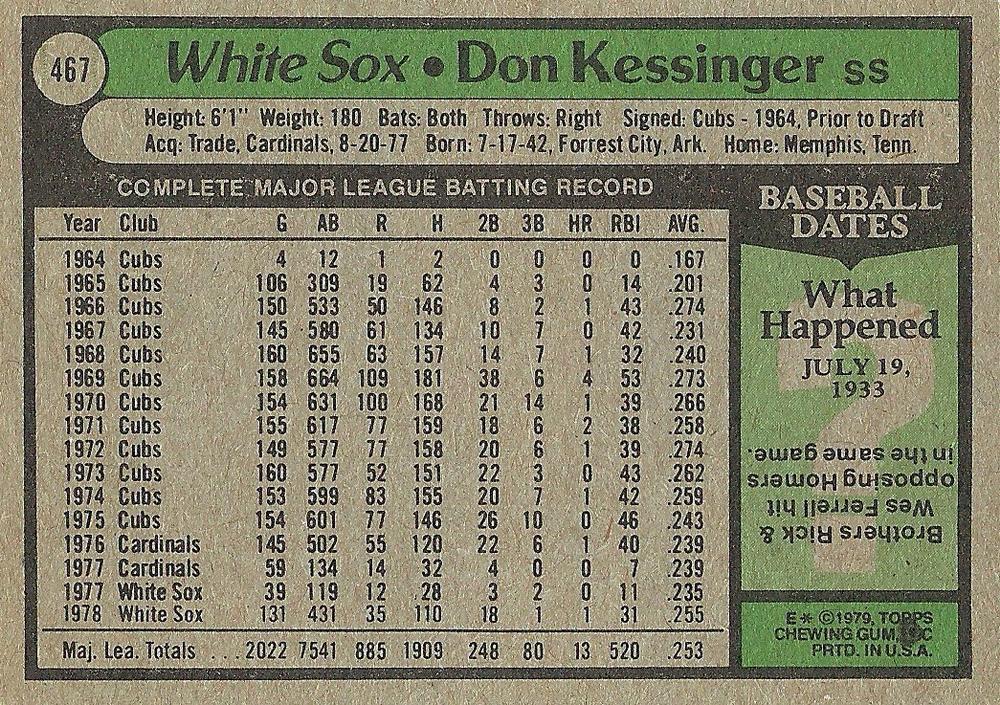 467
White Sox • Don Kessinger SS
Height: 6'1" Weight: 180 Bats: Both Throws: Right Signed: Cubs - 1964, Prior to Draft
Acq: Trade, Cardinals, 8-20-77 Born: 7-17-42, Forrest City, Ark. Home: Memphis, Tenn.
COMPLETE MAJOR LEAGUE BATTING RECORD
Year Club G AB R H 2B 3B HR RBI AVG.
1964 Cubs 4 12 1 2 0 0 0 0 .167
1965 Cubs 106 309 19 62 4 3 0 14 .201
1966 Cubs 150 533 50 146 8 2 1 43 .274
1967 Cubs 145 580 61 134 10 7 0 42 .231
1968 Cubs 160 655 63 157 14 7 1 32 .240
1969 Cubs 158 664 109 181 38 6 4 53 .273
1970 Cubs 154 631 100 168 21 14 1 39 .266
1971 Cubs 155 617 77 159 18 6 2 38 .258
1972 Cubs 149 577 77 158 20 6 1 39 .274
1973 Cubs 160 577 52 151 22 3 0 43 .262
1974 Cubs 153 599 83 155 20 7 1 42 .259
1975 Cubs 154 601 77 146 26 10 0 46 .243
1976 Cardinals 145 502 55 120 22 6 1 40 .239
1977 Cardinals 59 134 14 32 4 0 0 7 .239
1977 White Sox 39 119 12 28 3 2 0 11 .235
1978 White Sox 131 431 35 110 18 1 1 31 .255
Maj. Lea. Totals ... 2022 7541 885 1909 248 80 13 520 .253
BASEBALL
DATES
What
Happened
JULY 19,
1933
?
Brothers Rick &
Wes Ferrell hit
opposing Homers
in the same game.
E* ©1979, TOPPS
CHEWING GUM,
PRTD. IN U.S.A.